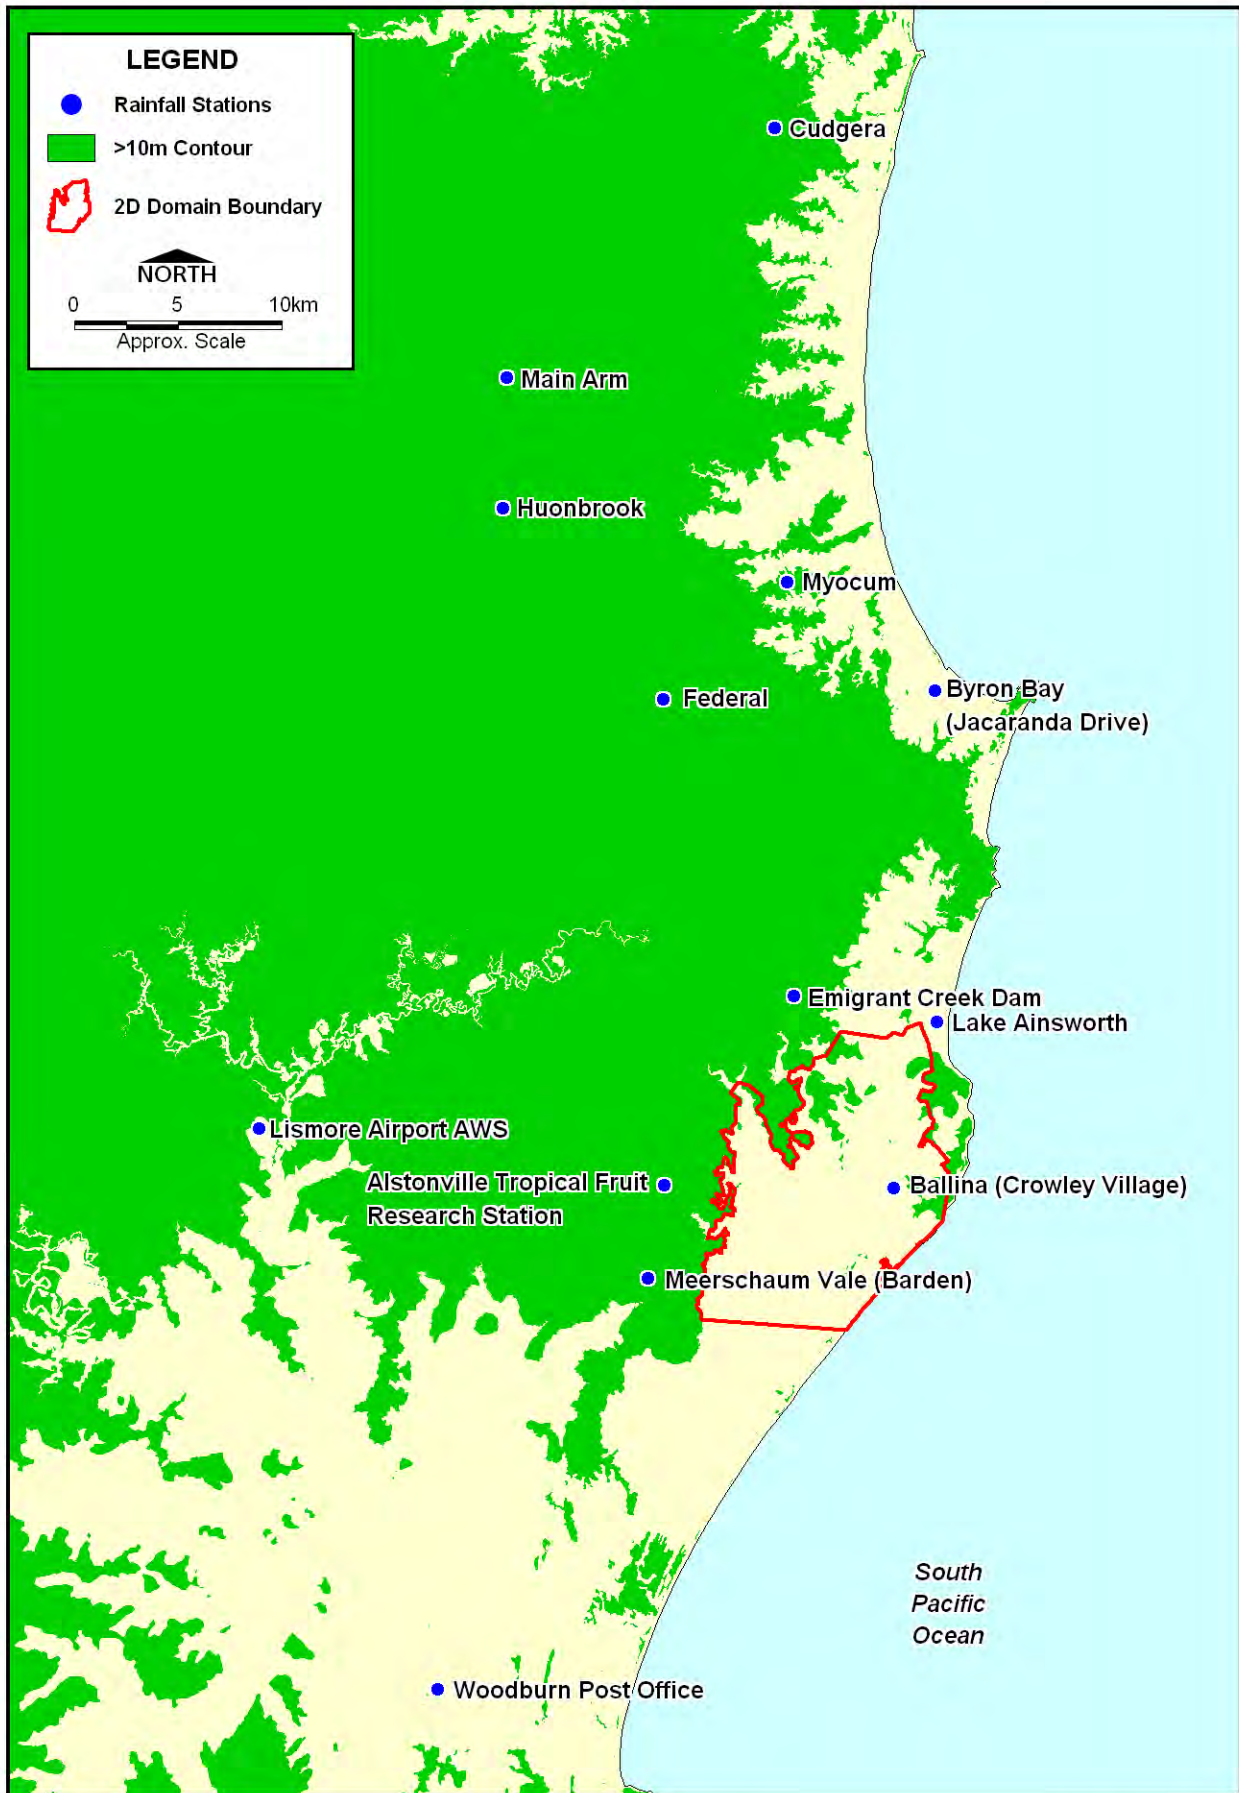 LEGEND
Rainfall Stations
>10m Contour
2D Domain Boundary
NORTH
0 5 10km
Approx. Scale
Cudgera
Main Arm
Huonbrook
Myocum
Byron Bay
(Jacaranda Drive)
Federal
Emigrant Creek Dam
Lake Ainsworth
Lismore Airport AWS
Alstonville Tropical Fruit
Research Station
Ballina (Crowley Village)
Meerschaum Vale (Barden)
South
Pacific
Ocean
Woodburn Post Office